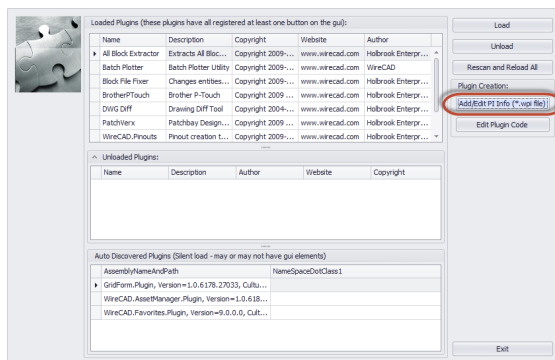 Loaded Plugins (these plugins have all registered at least one button on the gui):
Name Description Copyright Website Author
All Block Extractor Extracts All Bloc... Copyright 2009-... www.wirecad.com Holbrook Enterpr...
Batch Plotter Batch Plotter Utility Copyright 2009-... www.wirecad.com WireCAD
Block File Fixer Changes entities... Copyright 2009 ... www.wirecad.com Holbrook Enterpr...
BrotherPTouch Brother P-Touch Copyright 2009 ... www.wirecad.com Holbrook Enterpr...
DWG Diff Drawing Diff Tool Copyright 2004-... www.wirecad.com Holbrook Enterpr...
PatchVerx Patchbay Design... Copyright 2009 ... www.wirecad.com Holbrook Enterpr...
WireCAD.Pinouts Pinout creation t... Copyright 2009-... www.wirecad.com Holbrook Enterpr...
Unloaded Plugins:
Name Description Author Website Copyright
Auto Discovered Plugins (Silent load - may or may not have gui elements)
AssemblyNameAndPath NameSpaceDotClass1
GridForm.Plugin, Version=1.0.6178.27033, Cultu...
WireCAD.AssetManager.Plugin, Version=1.0.618...
WireCAD.Favorites.Plugin, Version=9.0.0.0, Cult...
Load
Unload
Rescan and Reload All
Plugin Creation:
Add/Edit PI Info (*.wpi file)
Edit Plugin Code
Exit